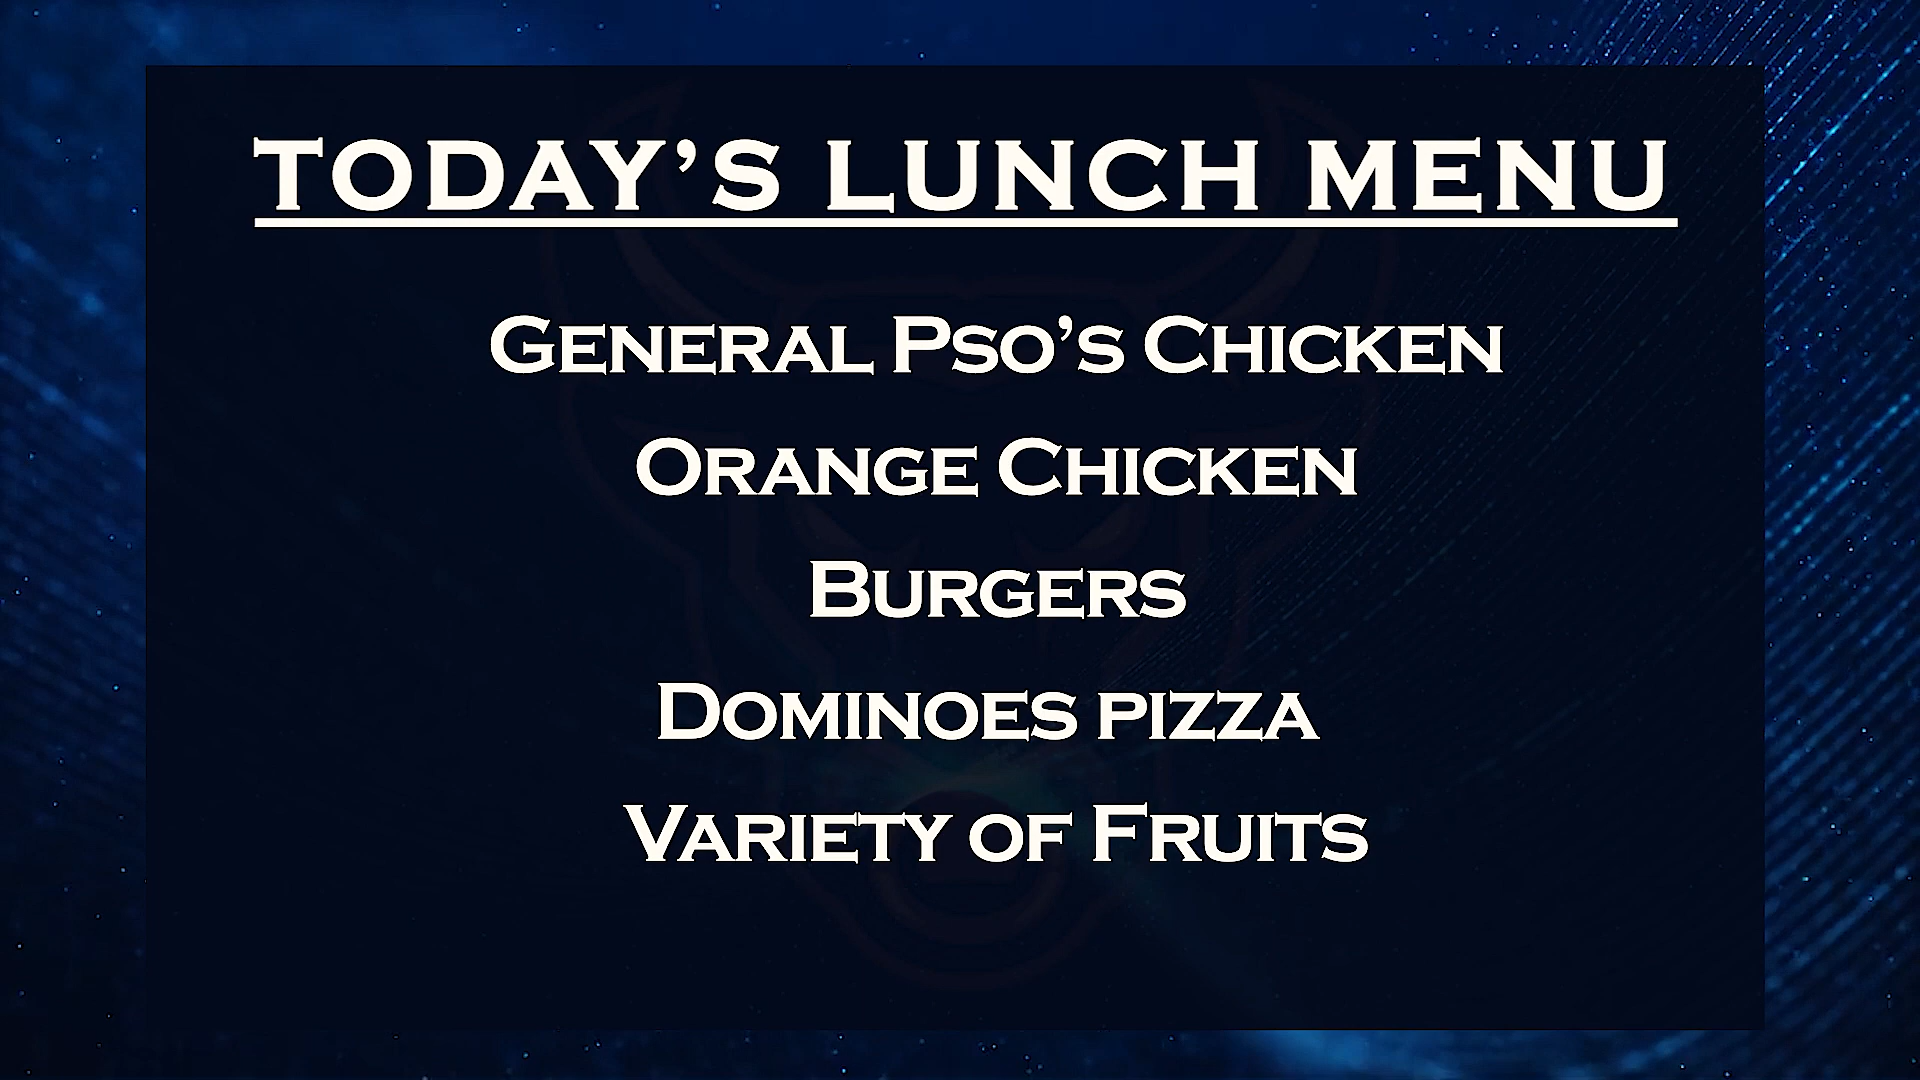 TODAY'S LUNCH MENU
General Pso's Chicken
Orange Chicken
Burgers
Dominoes pizza
Variety of Fruits